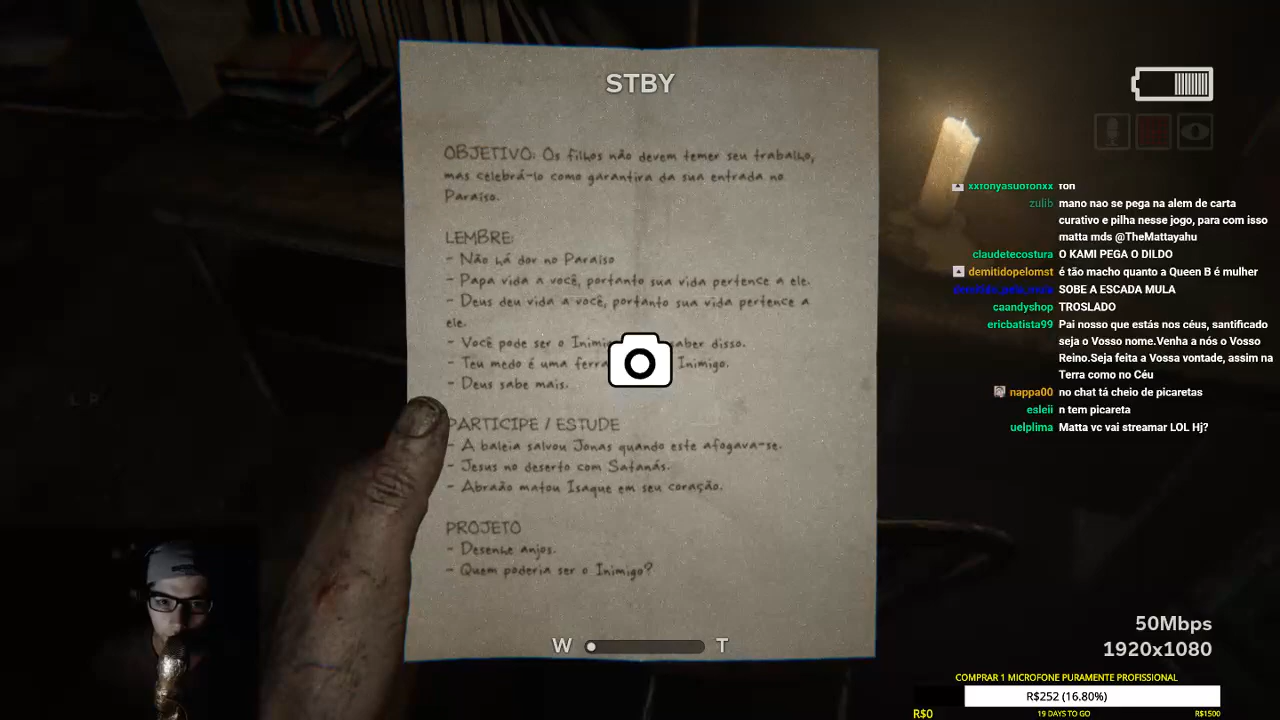 STBY
OBJETIVO: Os filhos não devem temer seu trabalho,
mas celebrá-lo como garantira da sua entrada no
Paraíso.
LEMBRE:
- Não há dor no Paraíso
- Papa vida a você, portanto sua vida pertence a ele.
- Deus deu vida a você, portanto sua vida pertence a
ele.
- Você pode ser o saber disso.
- Teu medo é uma Inimigo.
- Deus sabe mais.
PARTICIPE / ESTUDE
- A baleia salvou Jonas quando este afogava-se.
- Jesus no deserto com Satanás.
- Abraão matou Isaque em seu coração.
PROJETO
- Desenhe anjos.
- Quem poderia ser o Inimigo?
W T
xxronyasuoronxx ron
zulib mano nao se pega na alem de carta
curativo e pilha nesse jogo, para com isso
matta mds @TheMattayahu
claudetecostura O KAMI PEGA O DILDO
demitidopelomst é tão macho quanto a Queen B é mulher
SOBE A ESCADA MULA
caandyshop TROSLADO
ericbatista99 Pai nosso que estás nos céus, santificado
seja o Vosso nome.Venha a nós o Vosso
Reino.Seja feita a Vossa vontade, assim na
Terra como no Céu
nappa00 no chat tá cheio de picaretas
esleii n tem picareta
uelplima Matta vc vai streamar LOL Hj?
50Mbps
1920x1080
COMPRAR 1 MICROFONE PURAMENTE PROFISSIONAL
R$252 (16.80%)
R$0 19 DAYS TO GO R$1500